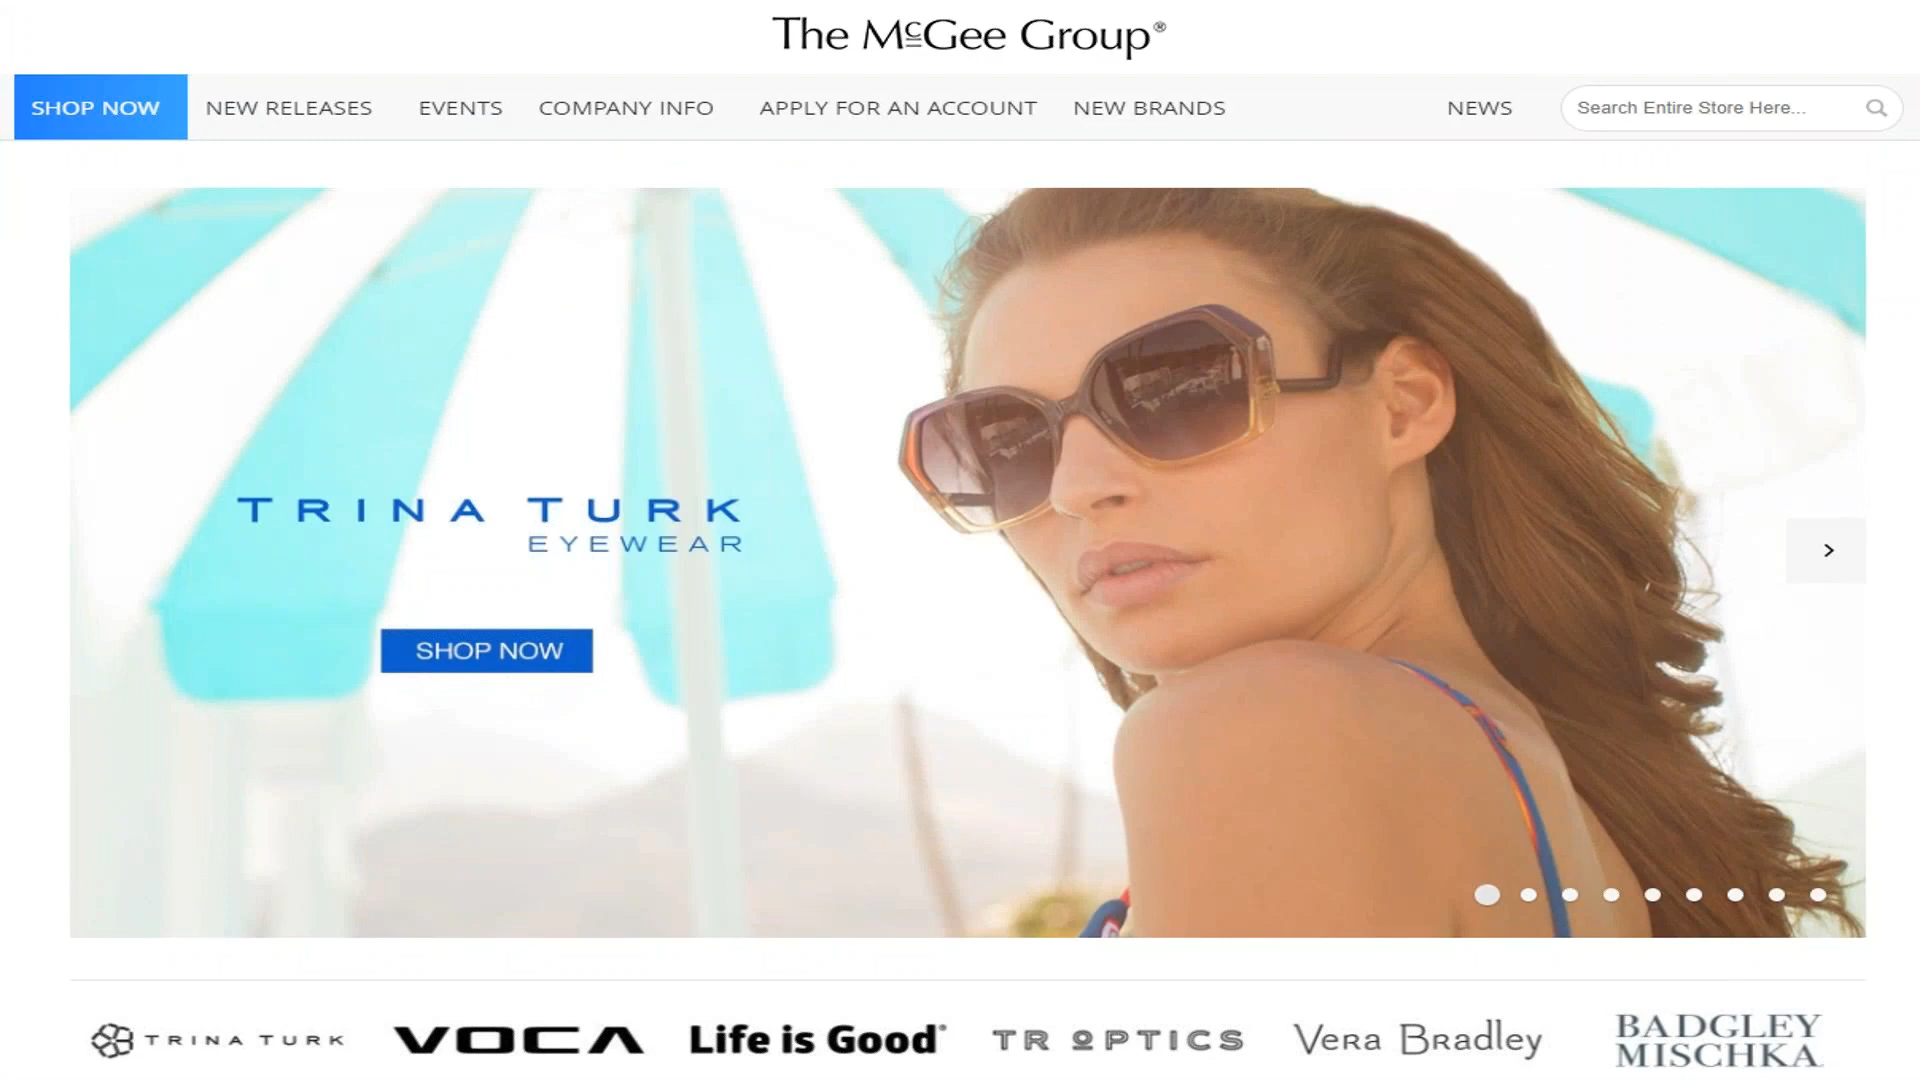 The McGee Group®
SHOP NOW
NEW RELEASES
EVENTS
COMPANY INFO
APPLY FOR AN ACCOUNT
NEW BRANDS
NEWS
Search Entire Store Here...
TRINA TURK
EYEWEAR
SHOP NOW
TRINA TURK
VOCA
Life is Good®
TR OPTICS
Vera Bradley
BADGLEY
MISCHKA